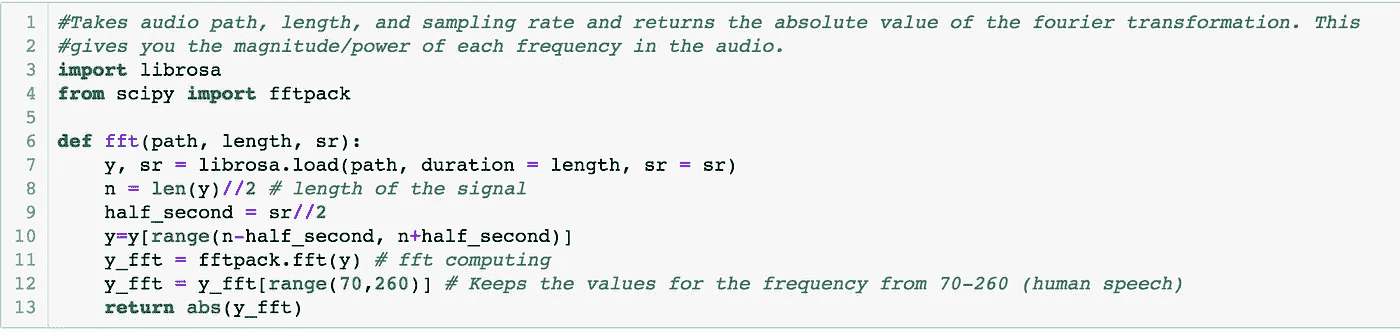 1 #Takes audio path, length, and sampling rate and returns the absolute value of the fourier transformation. This
2 #gives you the magnitude/power of each frequency in the audio.
3 import librosa
4 from scipy import fftpack
5
6 def fft(path, length, sr):
7     y, sr = librosa.load(path, duration = length, sr = sr)
8     n = len(y)//2 # length of the signal
9     half_second = sr//2
10     y=y[range(n-half_second, n+half_second)]
11     y_fft = fftpack.fft(y) # fft computing
12     y_fft = y_fft[range(70,260)] # Keeps the values for the frequency from 70-260 (human speech)
13     return abs(y_fft)